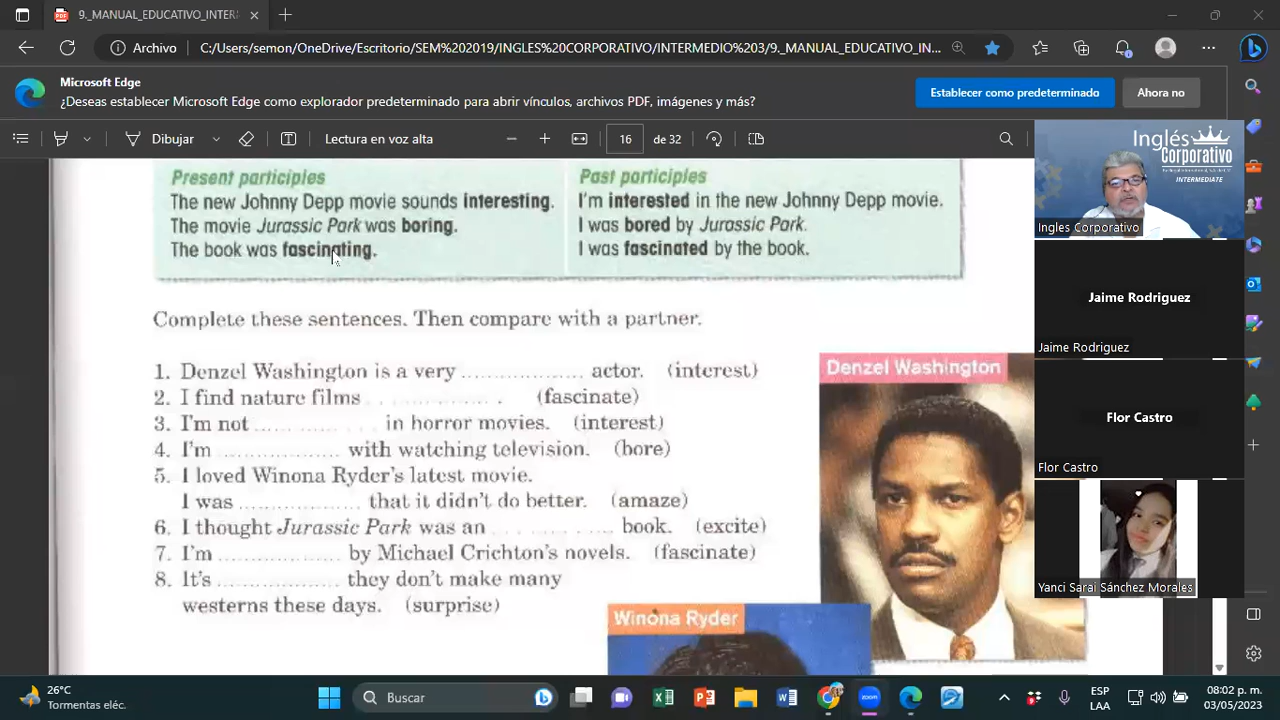 9._MANUAL_EDUCATIVO_INTER
Archivo
C:/Users/semon/OneDrive/Escritorio/SEM%202019/INGLES%20CORPORATIVO/INTERMEDIO%203/9._MANUAL_EDUCATIVO_IN...
Microsoft Edge
¿Deseas establecer Microsoft Edge como explorador predeterminado para abrir vínculos, archivos PDF, imágenes y más?
Establecer como predeterminado
Ahora no
Dibujar
Lectura en voz alta
16
de 32
Present participles
The new Johnny Depp movie sounds interesting.
The movie Jurassic Park was boring.
The book was fascinating.
Past participles
I'm interested in the new Johnny Depp movie.
I was bored by Jurassic Park.
I was fascinated by the book.
Complete these sentences. Then compare with a partner.
1. Denzel Washington is a very ................ actor. (interest)
2. I find nature films ................ . (fascinate)
3. I'm not ................ in horror movies. (interest)
4. I'm ................ with watching television. (bore)
5. I loved Winona Ryder's latest movie.
I was ................ that it didn't do better. (amaze)
6. I thought Jurassic Park was an ................ book. (excite)
7. I'm ................ by Michael Crichton's novels. (fascinate)
8. It's ................ they don't make many
westerns these days. (surprise)
Denzel Washington
Winona Ryder
Inglés
Corporativo
INTERMEDIATE
Ingles Corporativo
Jaime Rodriguez
Jaime Rodriguez
Flor Castro
Flor Castro
Yanci Sarai Sánchez Morales
26°C
Tormentas eléc.
Buscar
zoom
ESP
LAA
08:02 p. m.
03/05/2023